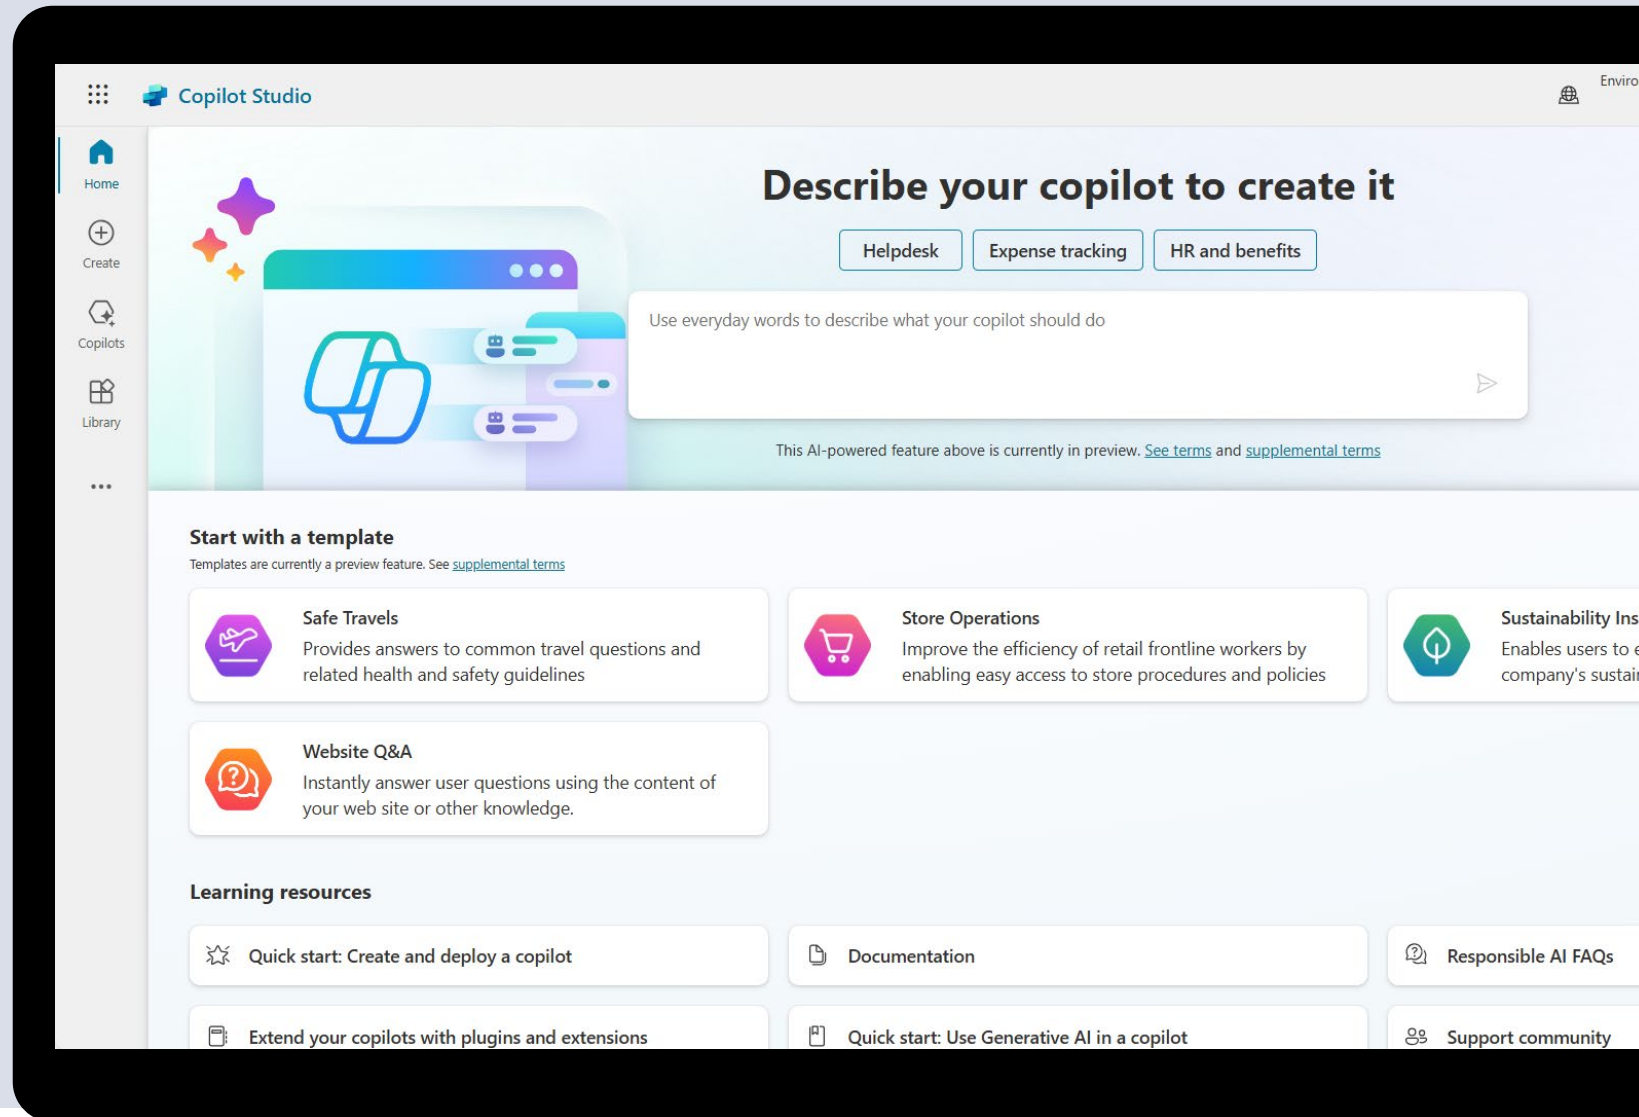 Copilot Studio
Enviro
Home
Create
Copilots
Library
Describe your copilot to create it
Helpdesk
Expense tracking
HR and benefits
Use everyday words to describe what your copilot should do
This AI-powered feature above is currently in preview. See terms and supplemental terms
Start with a template
Templates are currently a preview feature. See supplemental terms
Safe Travels
Provides answers to common travel questions and
related health and safety guidelines
Store Operations
Improve the efficiency of retail frontline workers by
enabling easy access to store procedures and policies
Sustainability Ins
Enables users to e
company's sustai
Website Q&A
Instantly answer user questions using the content of
your web site or other knowledge.
Learning resources
Quick start: Create and deploy a copilot
Documentation
Responsible AI FAQs
Extend your copilots with plugins and extensions
Quick start: Use Generative AI in a copilot
Support community